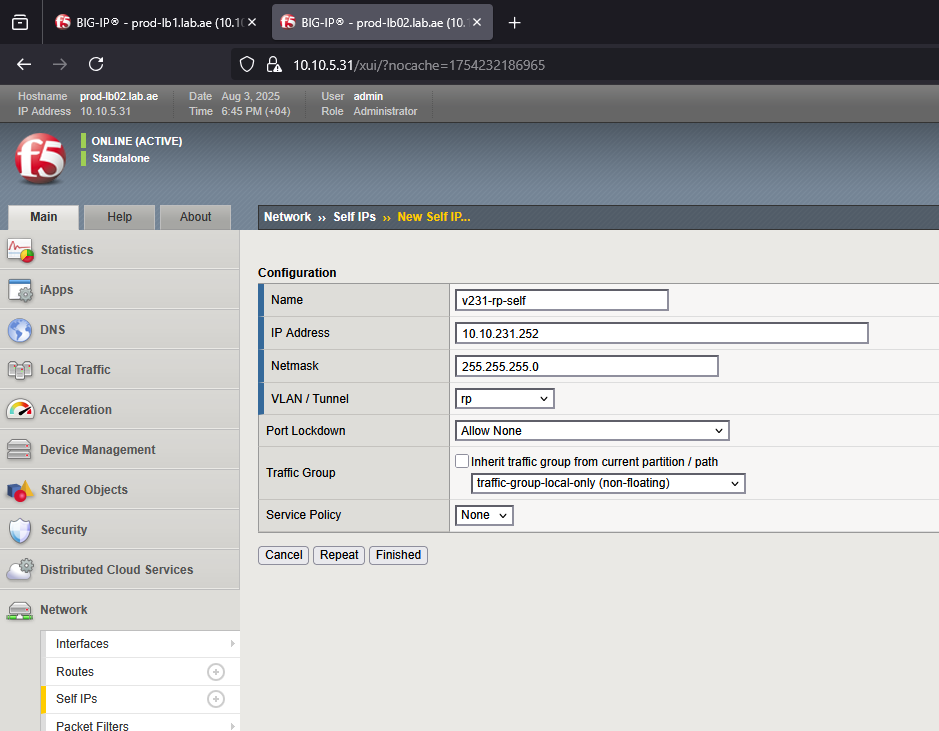 BIG-IP® - prod-lb1.lab.ae (10.10
BIG-IP® - prod-lb02.lab.ae (10.
10.10.5.31/xui/?nocache=1754232186965
Hostname prod-lb02.lab.ae Date Aug 3, 2025 User admin
IP Address 10.10.5.31 Time 6:45 PM (+04) Role Administrator
f5
ONLINE (ACTIVE)
Standalone
Main Help About
Network ›› Self IPs ›› New Self IP...
Statistics
iApps
DNS
Local Traffic
Acceleration
Device Management
Shared Objects
Security
Distributed Cloud Services
Network
Interfaces
Routes
Self IPs
Packet Filters
Configuration
Name v231-rp-self
IP Address 10.10.231.252
Netmask 255.255.255.0
VLAN / Tunnel rp
Port Lockdown Allow None
Traffic Group Inherit traffic group from current partition / path
traffic-group-local-only (non-floating)
Service Policy None
Cancel Repeat Finished